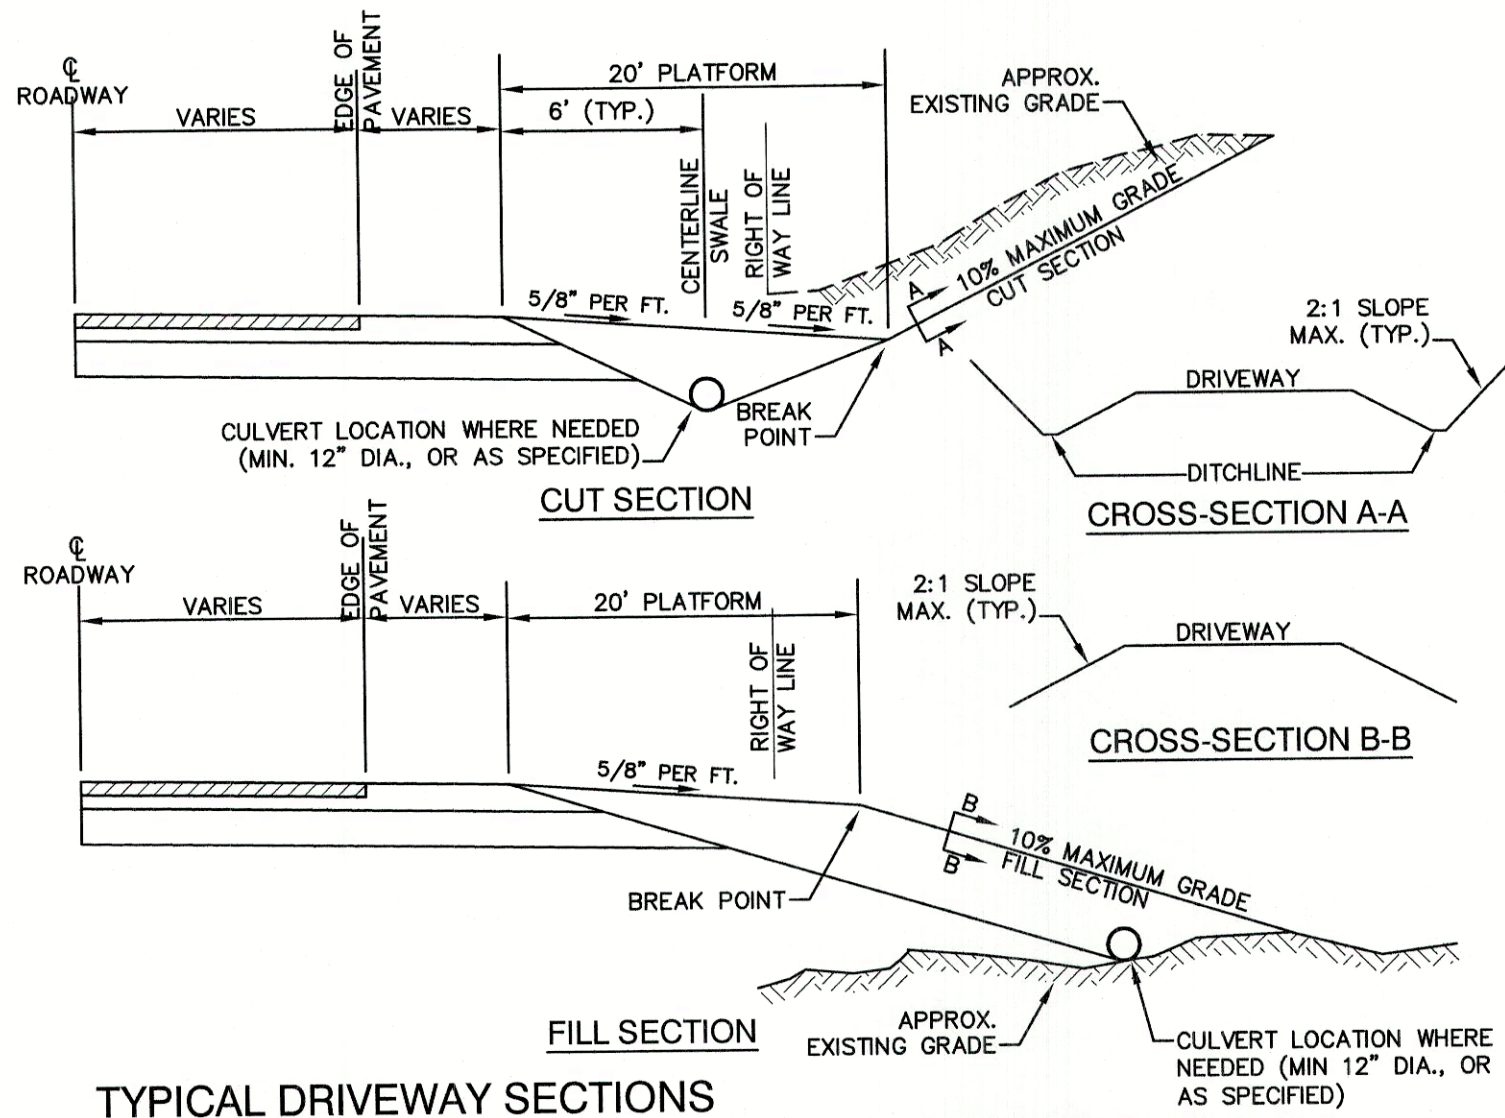 ℄
ROADWAY
VARIES
EDGE OF
PAVEMENT
VARIES
20' PLATFORM
6' (TYP.)
CENTERLINE
SWALE
RIGHT OF
WAY LINE
APPROX.
EXISTING GRADE
5/8" PER FT.
5/8" PER FT.
A
A
10% MAXIMUM GRADE
CUT SECTION
2:1 SLOPE
MAX. (TYP.)
DRIVEWAY
DITCHLINE
CROSS-SECTION A-A
BREAK
POINT
CULVERT LOCATION WHERE NEEDED
(MIN. 12" DIA., OR AS SPECIFIED)
CUT SECTION
℄
ROADWAY
VARIES
EDGE OF
PAVEMENT
VARIES
20' PLATFORM
RIGHT OF
WAY LINE
2:1 SLOPE
MAX. (TYP.)
DRIVEWAY
CROSS-SECTION B-B
5/8" PER FT.
B
B
10% MAXIMUM GRADE
FILL SECTION
BREAK POINT
FILL SECTION
APPROX.
EXISTING GRADE
CULVERT LOCATION WHERE
NEEDED (MIN 12" DIA., OR
AS SPECIFIED)
TYPICAL DRIVEWAY SECTIONS